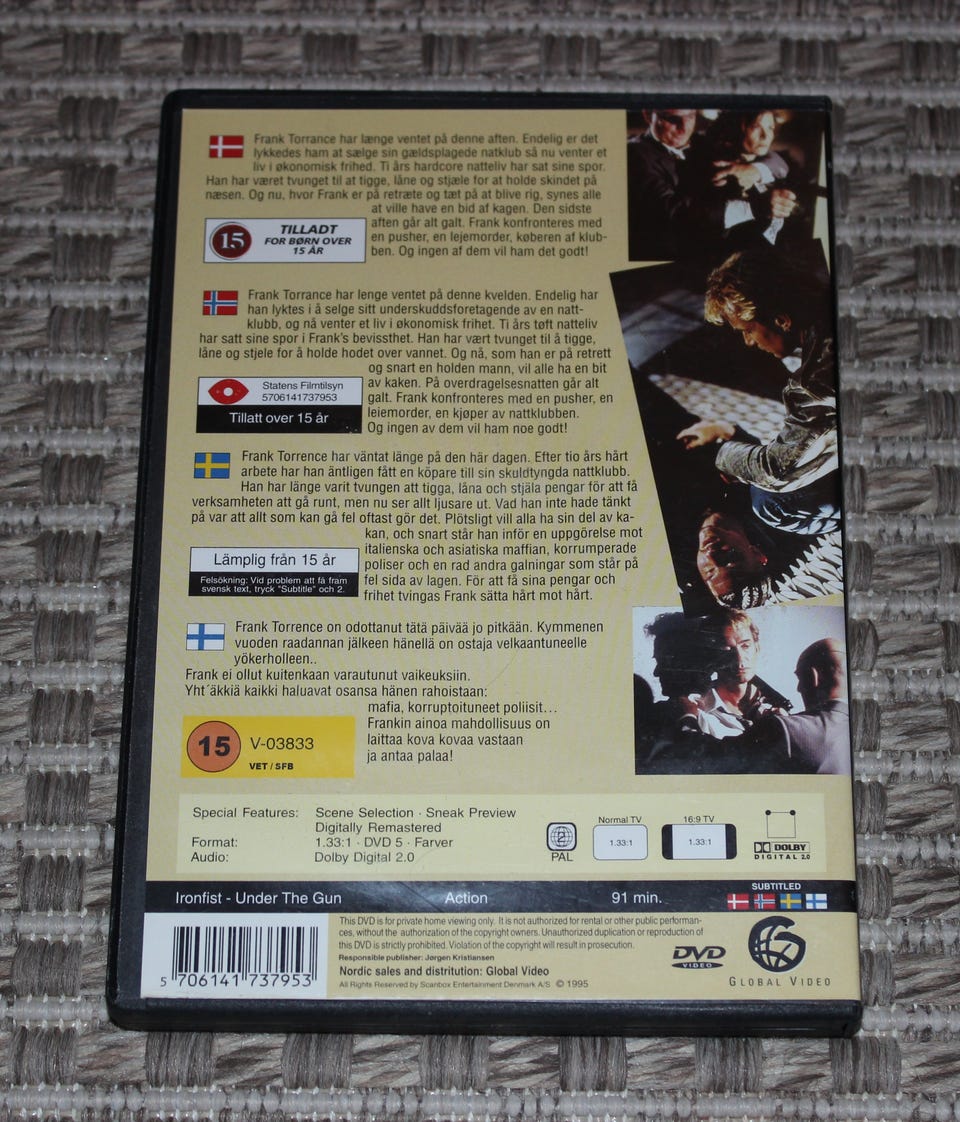 Frank Torrance har længe ventet på denne aften. Endelig er det
lykkedes ham at sælge sin gældsplagede natklub så nu venter et
liv i økonomisk frihed. Ti års hardcore natteliv har sat sine spor.
Han har været tvunget til at tigge, låne og stjæle for at holde skindet på
næsen. Og nu, hvor Frank er på retræte og tæt på at blive rig, synes alle
at ville have en bid af kagen. Den sidste
aften går alt galt. Frank konfronteres med
en pusher, en lejemorder, køberen af klub-
ben. Og ingen af dem vil ham det godt!
15
TILLADT
FOR BØRN OVER
15 ÅR
Frank Torrance har lenge ventet på denne kvelden. Endelig har
han lyktes i å selge sitt underskuddsforetagende av en natt-
klubb, og nå venter et liv i økonomisk frihet. Ti års tøft natteliv
har satt sine spor i Frank's bevissthet. Han har vært tvunget til å tigge,
låne og stjele for å holde hodet over vannet. Og nå, som han er på retrett
og snart en holden mann, vil alle ha en bit
av kaken. På overdragelsesnatten går alt
galt. Frank konfronteres med en pusher, en
leiemorder, en kjøper av nattklubben.
Og ingen av dem vil ham noe godt!
Statens Filmtilsyn
5706141737953
Tillatt over 15 år
Frank Torrence har väntat länge på den här dagen. Efter tio års hårt
arbete har han äntligen fått en köpare till sin skuldtyngda nattklubb.
Han har länge varit tvungen att tigga, låna och stjäla pengar för att få
verksamheten att gå runt, men nu ser allt ljusare ut. Vad han inte hade tänkt
på var att allt som kan gå fel oftast gör det. Plötsligt vill alla ha sin del av ka-
kan, och snart står han inför en uppgörelse mot
italienska och asiatiska maffian, korrumperade
poliser och en rad andra galningar som står på
fel sida av lagen. För att få sina pengar och
frihet tvingas Frank sätta hårt mot hårt.
Lämplig från 15 år
Felsökning: Vid problem att få fram
svensk text, tryck "Subtitle" och 2.
Frank Torrence on odottanut tätä päivää jo pitkään. Kymmenen
vuoden raadannan jälkeen hänellä on ostaja velkaantuneelle
yökerholleen..
Frank ei ollut kuitenkaan varautunut vaikeuksiin.
Yht´äkkiä kaikki haluavat osansa hänen rahoistaan:
mafia, korruptoituneet poliisit...
Frankin ainoa mahdollisuus on
laittaa kova kovaa vastaan
ja antaa palaa!
15
V-03833
VET / SFB
Special Features: Scene Selection · Sneak Preview
Digitally Remastered
Format: 1.33:1 · DVD 5 · Farver
Audio: Dolby Digital 2.0
2
PAL
Normal TV
1.33:1
16:9 TV
1.33:1
DOLBY
DIGITAL 2.0
Ironfist - Under The Gun Action 91 min.
SUBTITLED
5 706141 737953
This DVD is for private home viewing only. It is not authorized for rental or other public performan-
ces, without the authorization of the copyright owners. Unauthorized duplication or reproduction of
this DVD is strictly prohibited. Violation of the copyright will result in prosecution.
Responsible publisher: Jørgen Kristiansen
Nordic sales and distrition: Global Video
All Rights Reserved by Scanbox Entertainment Denmark A/S © 1995
DVD
VIDEO
GLOBAL VIDEO